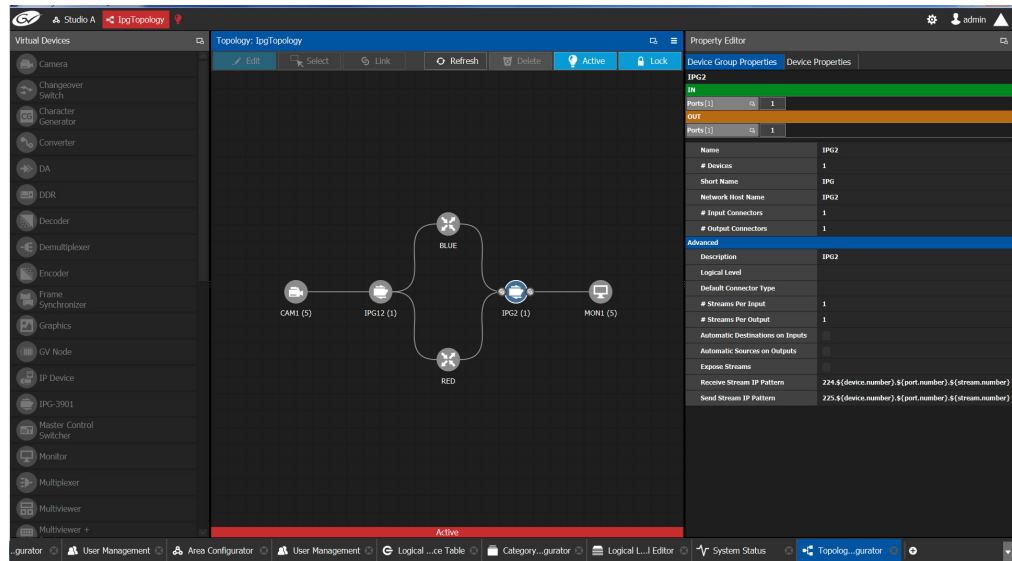 GV Studio A IpgTopology admin
Virtual Devices
Camera
Changeover
Switch
CG Character
Generator
Converter
DA
DDR
Decoder
Demultiplexer
Encoder
Frame
Synchronizer
Graphics
GV Node
IP Device
IPG-3901
Master Control
Switcher
Monitor
Multiplexer
Multiviewer
Multiviewer +
Topology: IpgTopology
Edit Select Link Refresh Delete Active Lock
BLUE
CAM1 (5) IPG12 (1) IPG2 (1) MON1 (5)
RED
Active
Property Editor
Device Group Properties Device Properties
IPG2
IN
Ports [1] 1
OUT
Ports [1] 1
Name IPG2
# Devices 1
Short Name IPG
Network Host Name IPG2
# Input Connectors 1
# Output Connectors 1
Advanced
Description IPG2
Logical Level
Default Connector Type
# Streams Per Input 1
# Streams Per Output 1
Automatic Destinations on Inputs
Automatic Sources on Outputs
Expose Streams
Receive Stream IP Pattern 224.${device.number}.${port.number}.${stream.number}
Send Stream IP Pattern 225.${device.number}.${port.number}.${stream.number}
..gurator User Management Area Configurator User Management Logical ...ce Table Category...gurator Logical L...l Editor System Status Topolog...gurator